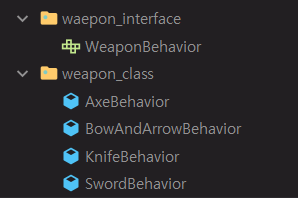 waepon_interface
WeaponBehavior
weapon_class
AxeBehavior
BowAndArrowBehavior
KnifeBehavior
SwordBehavior